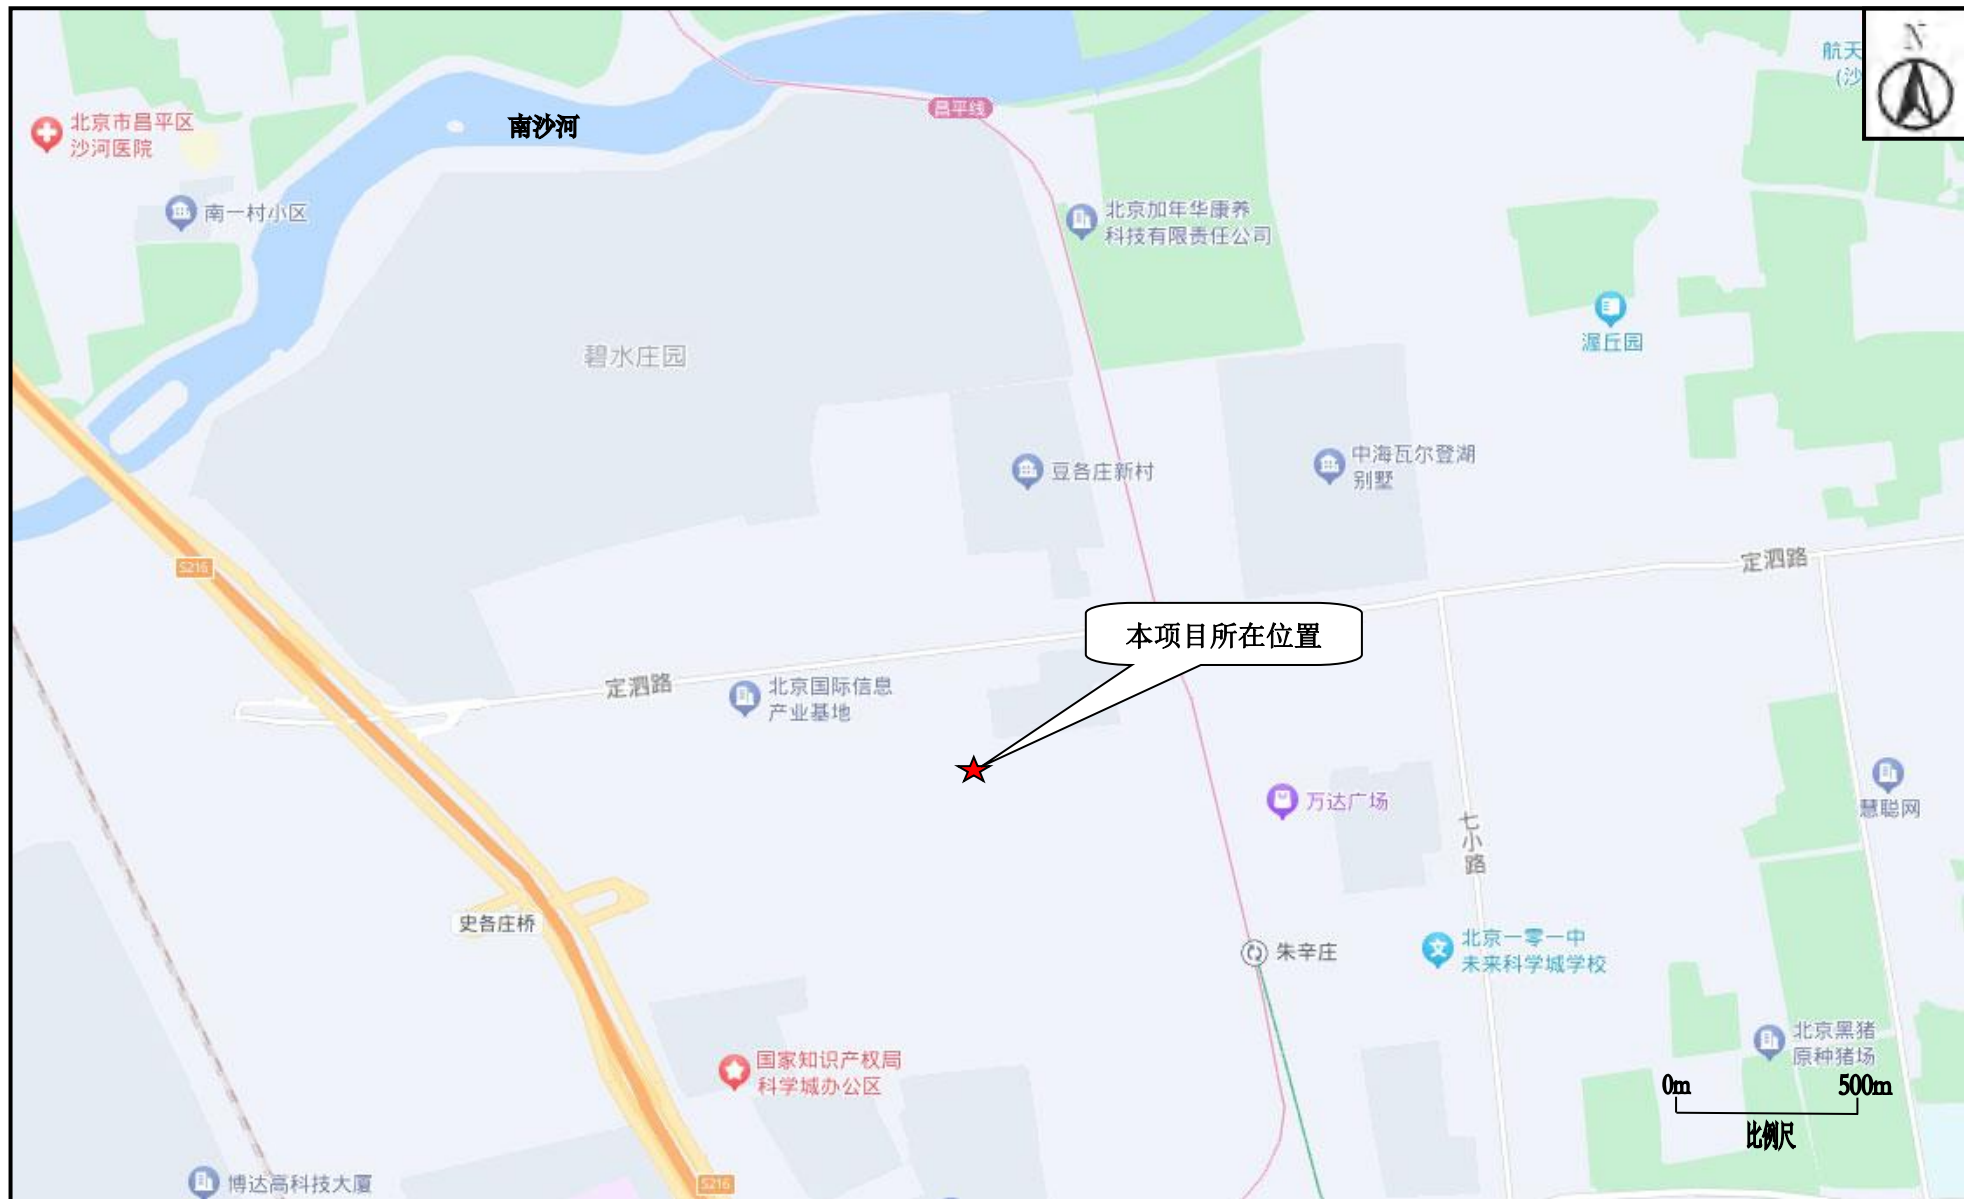 N
航天
(沙
昌平线
北京市昌平区
沙河医院
南沙河
南一村小区
北京加年华康养
科技有限责任公司
渥丘园
碧水庄园
豆各庄新村
中海瓦尔登湖
别墅
S216
定泗路
本项目所在位置
定泗路
北京国际信息
产业基地
万达广场
慧聪网
七小路
史各庄桥
朱辛庄
北京一零一中
未来科学城学校
北京黑猪
原种猪场
国家知识产权局
科学城办公区
0m
500m
比例尺
博达高科技大厦
S216